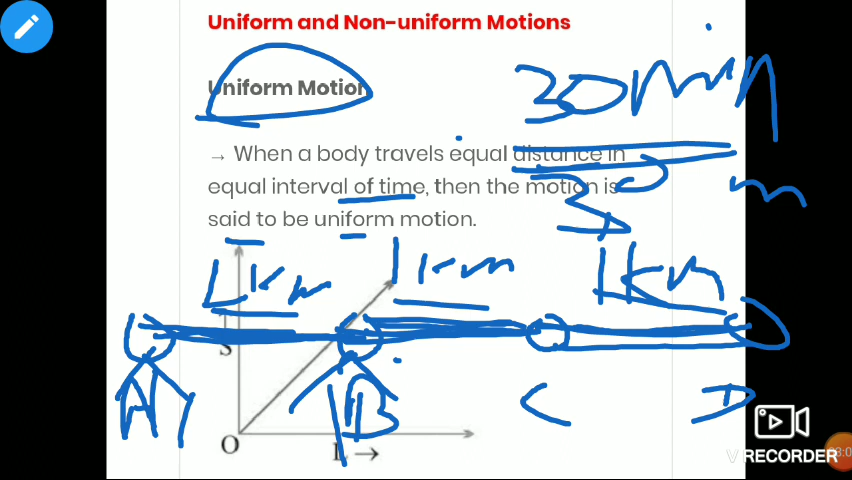 Uniform and Non-uniform Motions
Uniform Motion
30 min
→ When a body travels equal distance in
equal interval of time, then the motion is
said to be uniform motion.
30 m
1km 1km 1km
S
A B C D
O
L →
V RECORDER